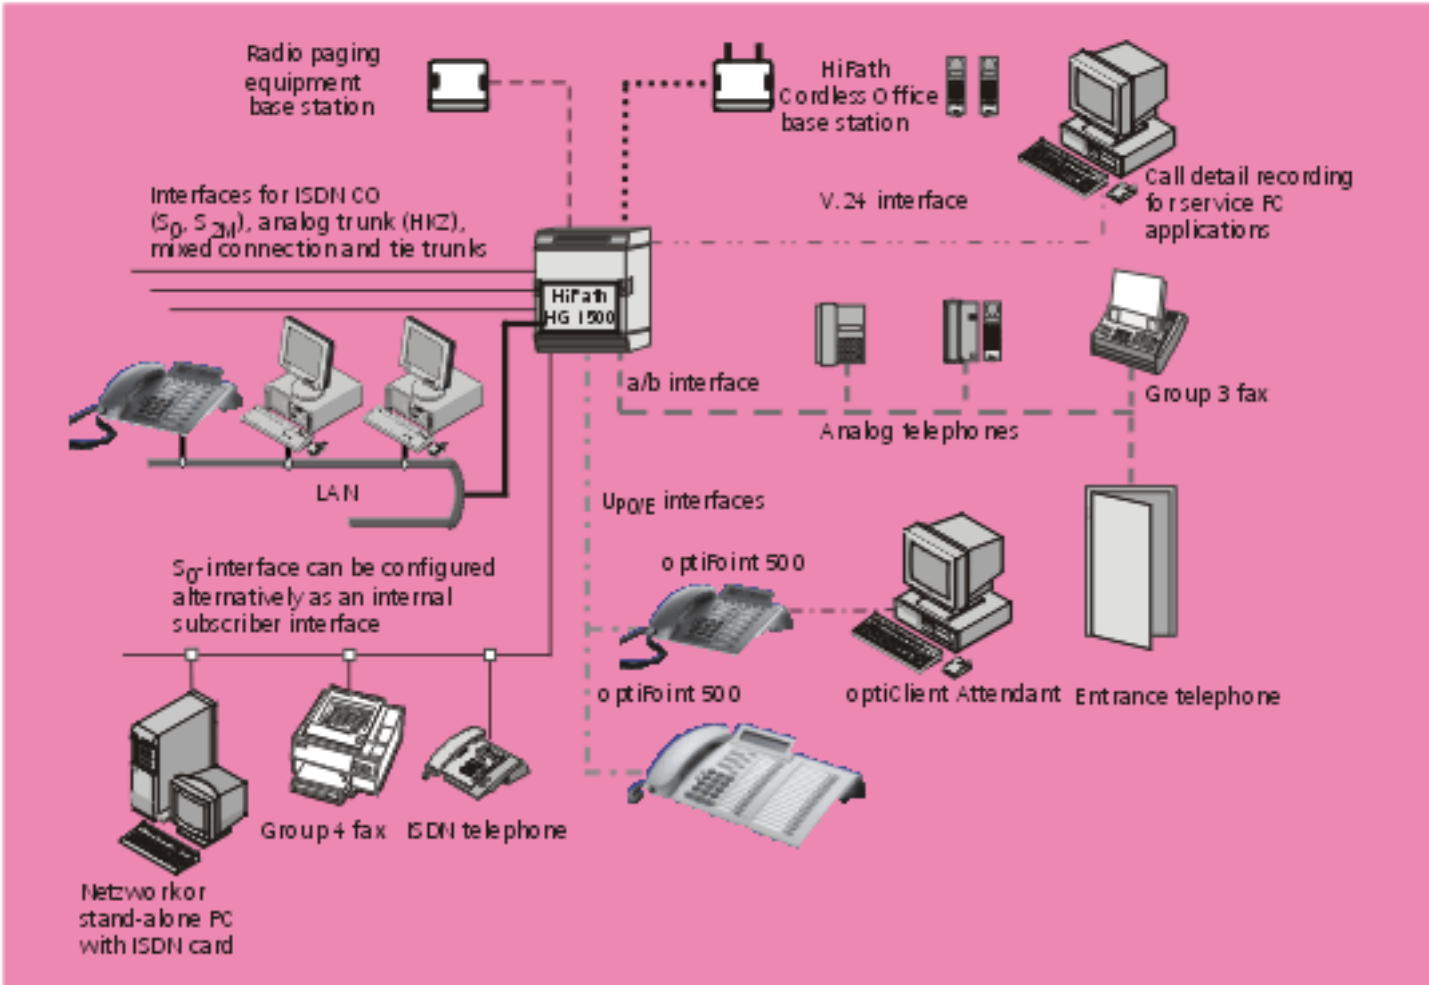 Radio paging
equipment
base station
HiPath
Cordless Office
base station
Call detail recording
for service PC
applications
V.24 interface
Interfaces for ISDN CO
(S0, S2M), analog trunk (HKZ),
mixed connection and tie trunks
HiPath
HG 1500
a/b interface
Group 3 fax
Analog telephones
LAN
UP0/E interfaces
S0-interface can be configured
alternatively as an internal
subscriber interface
optiPoint 500
optiPoint 500
optiClient Attendant
Entrance telephone
Group 4 fax
ISDN telephone
Netzworkor
stand-alone PC
with ISDN card